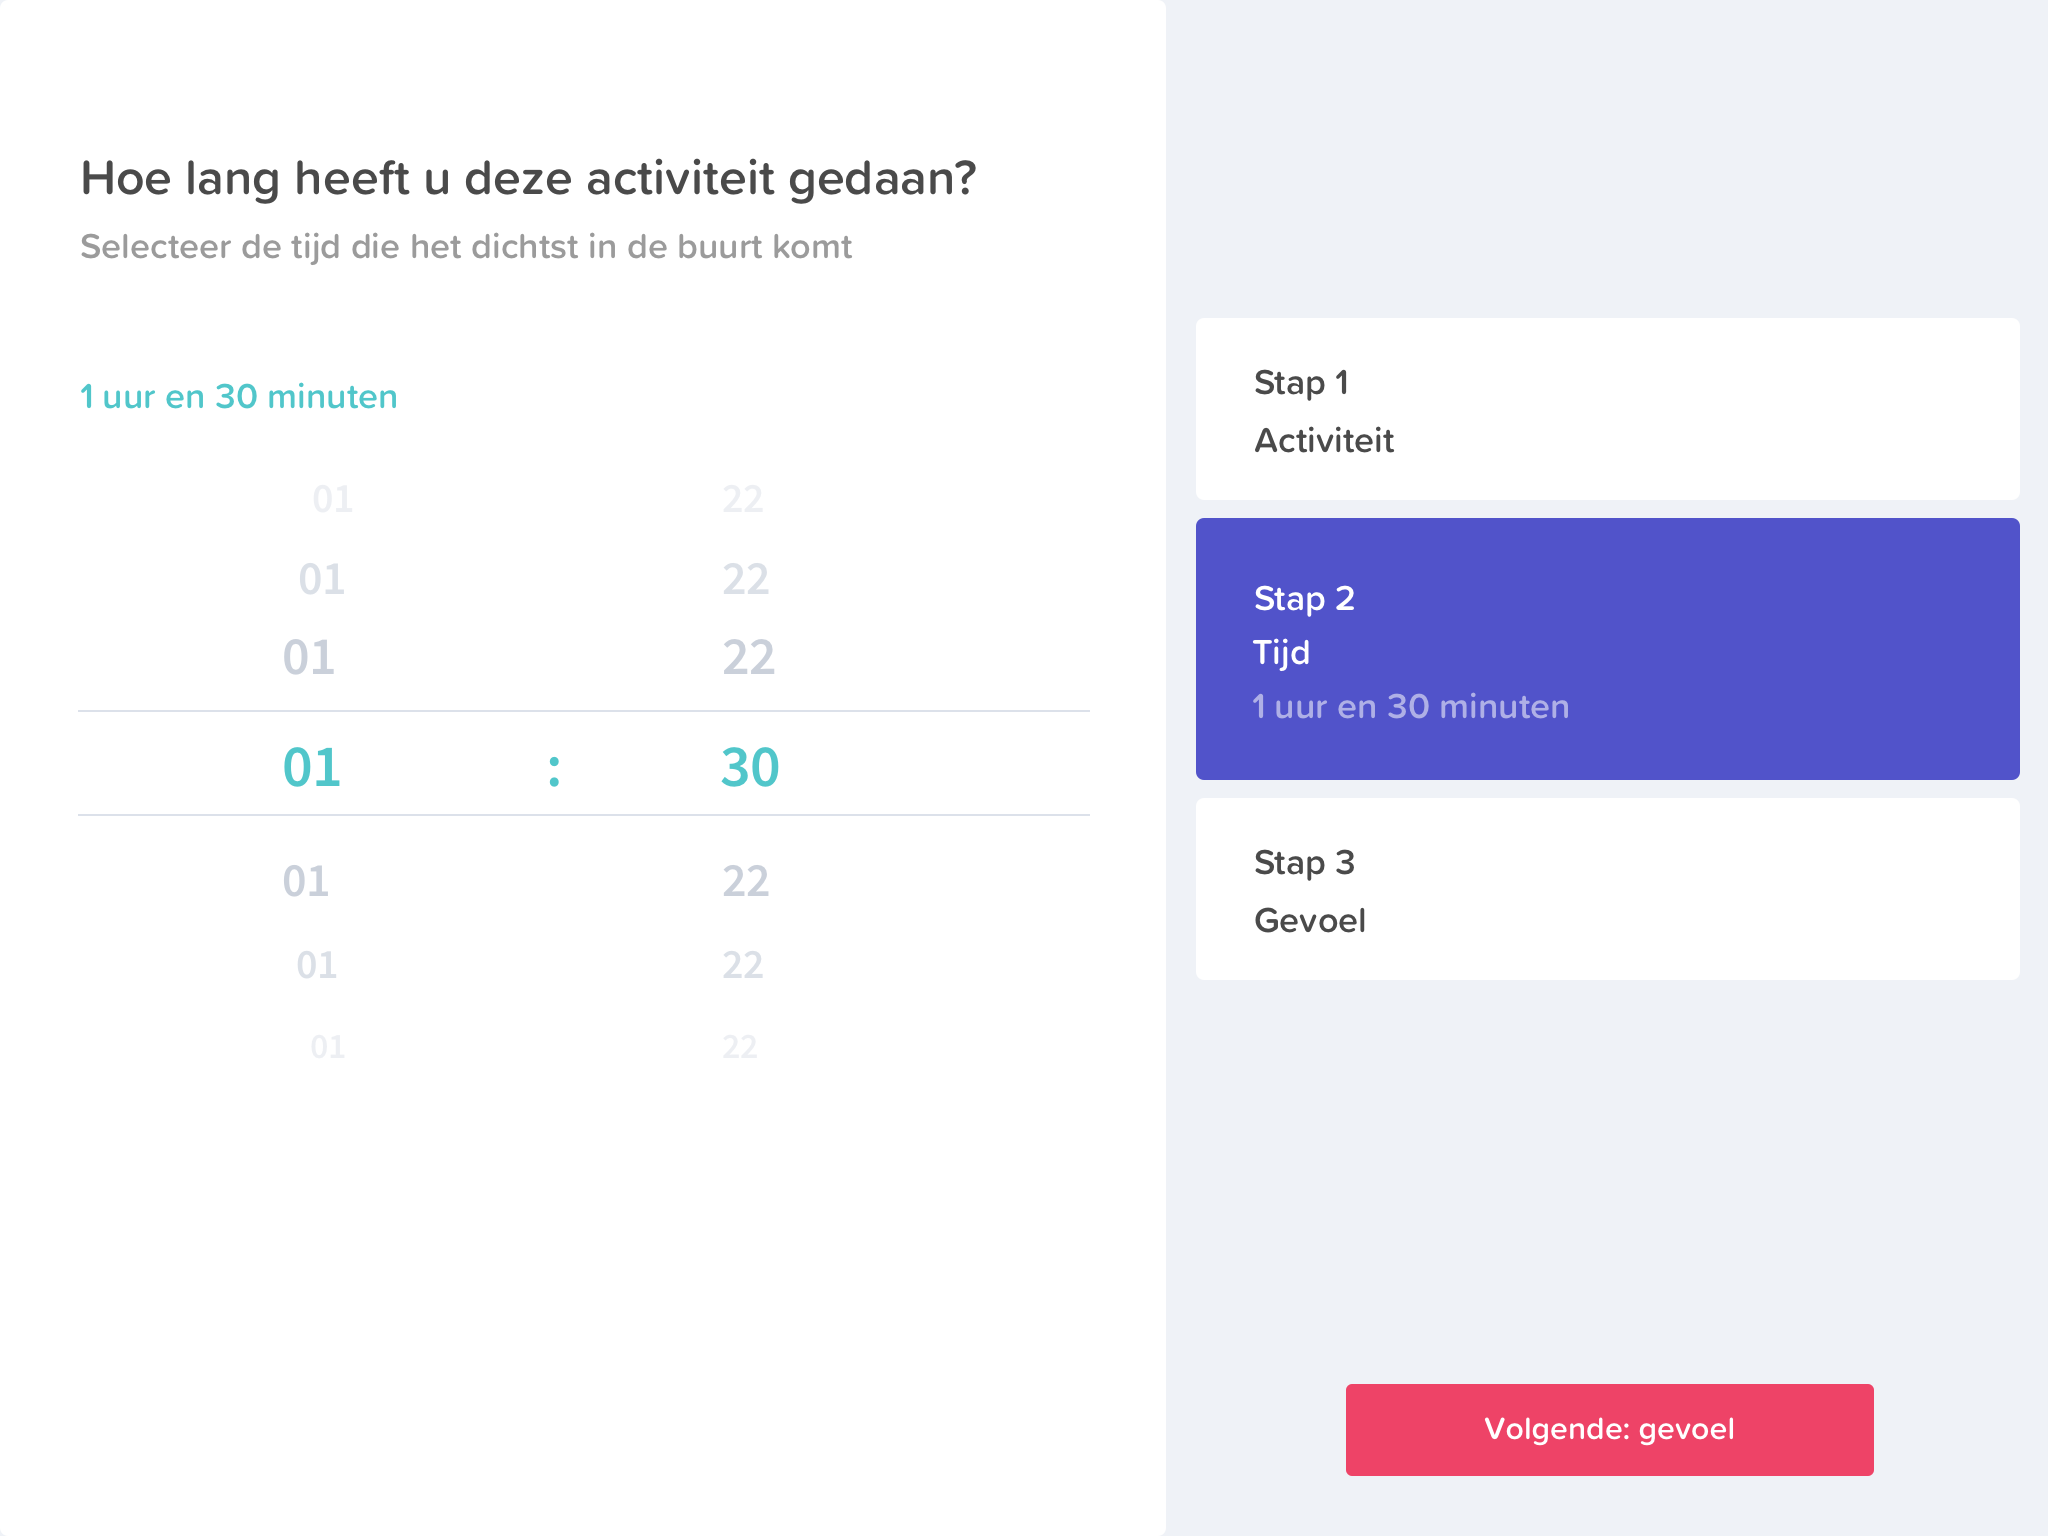 Hoe lang heeft u deze activiteit gedaan?
Selecteer de tijd die het dichtst in de buurt komt
1 uur en 30 minuten
01 22
01 22
01 22
01 : 30
01 22
01 22
01 22
Stap 1
Activiteit
Stap 2
Tijd
1 uur en 30 minuten
Stap 3
Gevoel
Volgende: gevoel